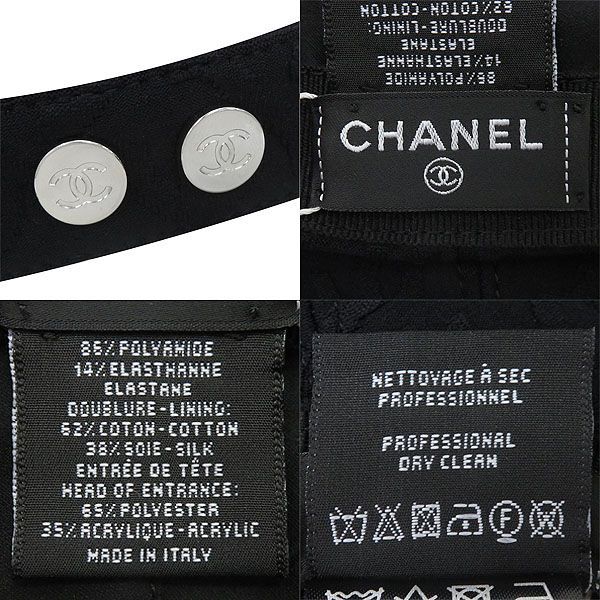 62% COTON-COTTON
DOUBLURE-LINING:
ELASTANE
14% ELASTHANNE
86% POLYAMIDE
CHANEL
86% POLYAMIDE
14% ELASTHANNE
ELASTANE
DOUBLURE-LINING:
62% COTON-COTTON
38% SOIE-SILK
ENTRÉE DE TÊTE
HEAD OF ENTRANCE:
65% POLYESTER
35% ACRYLIQUE-ACRYLIC
MADE IN ITALY
NETTOYAGE À SEC
PROFESSIONNEL
PROFESSIONAL
DRY CLEAN
F W